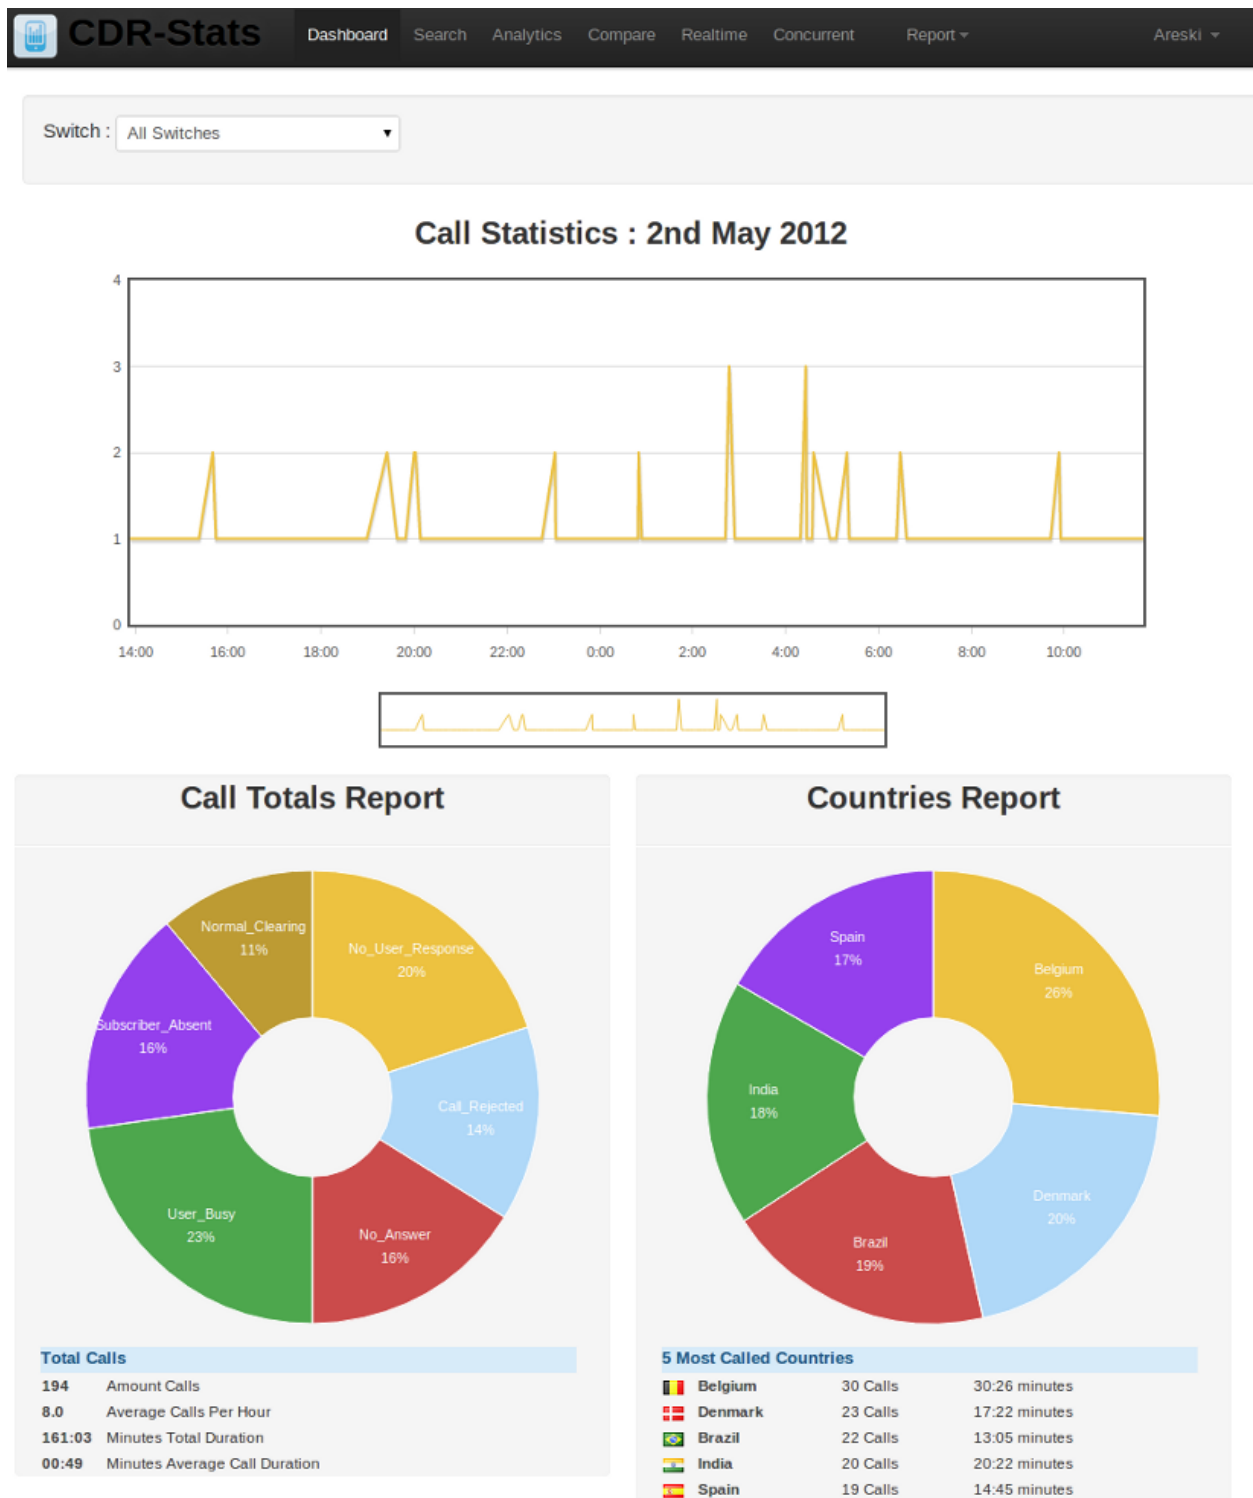 CDR-Stats Dashboard Search Analytics Compare Realtime Concurrent Report Areski
Switch : All Switches
Call Statistics : 2nd May 2012
4
3
2
1
0
14:00 16:00 18:00 20:00 22:00 0:00 2:00 4:00 6:00 8:00 10:00
Call Totals Report
Normal_Clearing
11%
No_User_Response
20%
Subscriber_Absent
16%
Call_Rejected
14%
User_Busy
23%
No_Answer
16%
Total Calls
194 Amount Calls
8.0 Average Calls Per Hour
161:03 Minutes Total Duration
00:49 Minutes Average Call Duration
Countries Report
Spain
17%
Belgium
26%
India
18%
Denmark
20%
Brazil
19%
5 Most Called Countries
Belgium 30 Calls 30:26 minutes
Denmark 23 Calls 17:22 minutes
Brazil 22 Calls 13:05 minutes
India 20 Calls 20:22 minutes
Spain 19 Calls 14:45 minutes